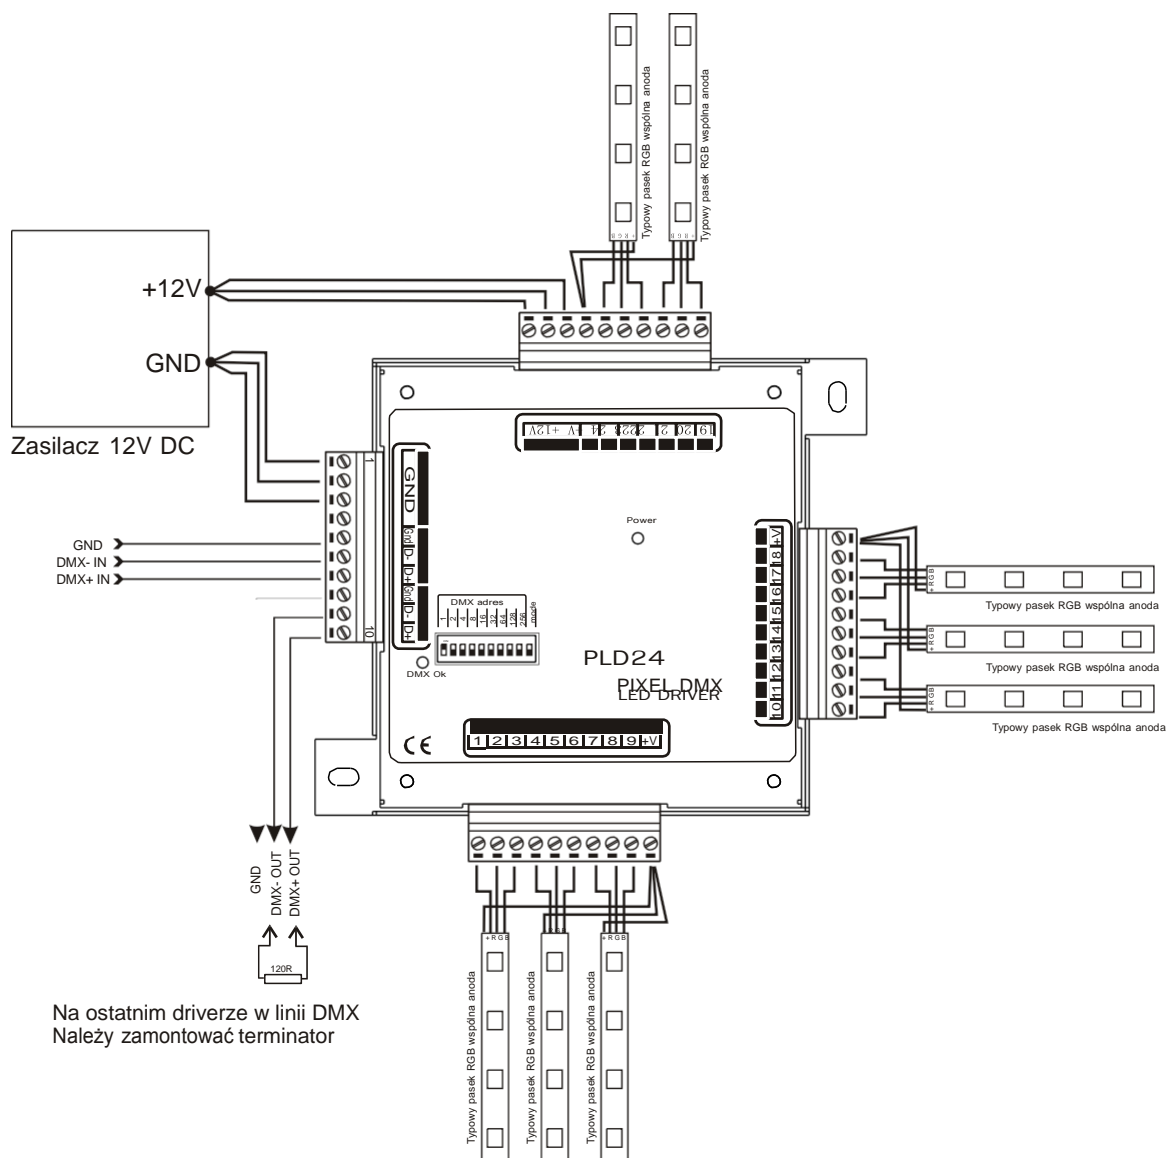 Typowy pasek RGB wspólna anoda
Typowy pasek RGB wspólna anoda
+ R G B
+ R G B
+12V
GND
Zasilacz 12V DC
+12V +V 24 23 22 21 20 19
1
GND
Gnd D- D+ Gnd D- D+
10
GND
DMX- IN
DMX+ IN
Power
+V 18 17 16 15 14 13 12 11 10
DMX adres
1 2 4 8 16 32 64 128 256 mode
DMX Ok
PLD24
PIXEL DMX
LED DRIVER
CE
1 2 3 4 5 6 7 8 9 +V
+ R G B
Typowy pasek RGB wspólna anoda
+ R G B
Typowy pasek RGB wspólna anoda
+ R G B
Typowy pasek RGB wspólna anoda
GND
DMX- OUT
DMX+ OUT
120R
Na ostatnim driverze w linii DMX
Należy zamontować terminator
+ R G B
R G B
+ R G B
Typowy pasek RGB wspólna anoda
Typowy pasek RGB wspólna anoda
Typowy pasek RGB wspólna anoda